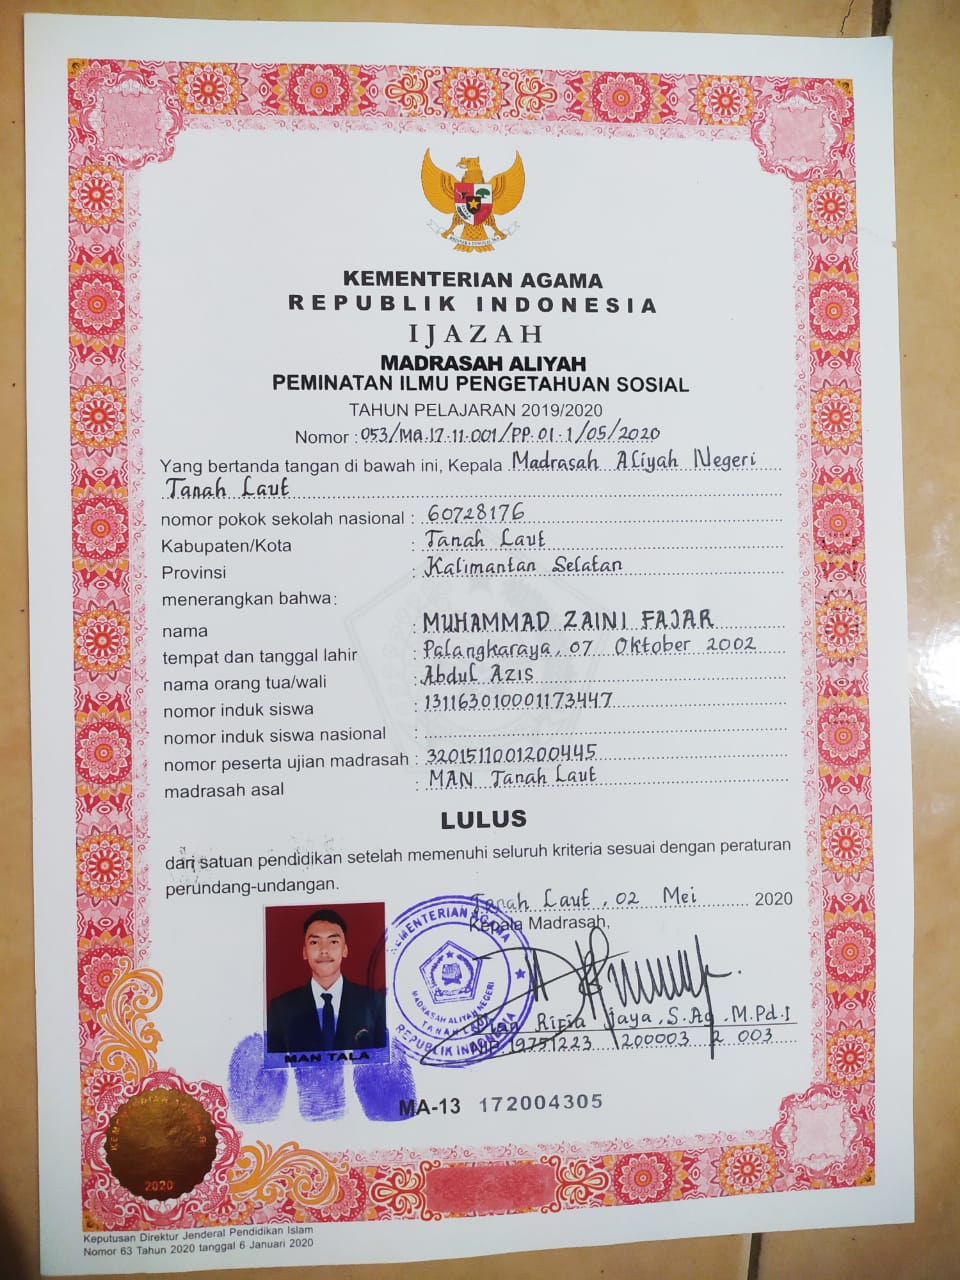 KEMENTERIAN AGAMA
REPUBLIK INDONESIA
IJAZAH
MADRASAH ALIYAH
PEMINATAN ILMU PENGETAHUAN SOSIAL
TAHUN PELAJARAN 2019/2020
Nomor : 053/MA.17.11.001/PP.01.1/05/2020
Yang bertanda tangan di bawah ini, Kepala Madrasah Aliyah Negeri
Tanah Laut
nomor pokok sekolah nasional : 60728176
Kabupaten/Kota : Tanah Laut
Provinsi : Kalimantan Selatan
menerangkan bahwa:
nama : MUHAMMAD ZAINI FAJAR
tempat dan tanggal lahir : Palangkaraya, 07 Oktober 2002
nama orang tua/wali : Abdul Azis
nomor induk siswa : 131163010001173447
nomor induk siswa nasional :
nomor peserta ujian madrasah : 3201511001200445
madrasah asal : MAN Tanah Laut
LULUS
dari satuan pendidikan setelah memenuhi seluruh kriteria sesuai dengan peraturan
perundang-undangan.
Tanah Laut, 02 Mei 2020
Kepala Madrasah,
KEMENTERIAN AGAMA
MADRASAH ALIYAH NEGERI
TANAH LAUT
REPUBLIK INDONESIA
Rifia Jaya, S.Ag, M.Pd.I
NIP. 19751223 200003 2 003
MAN TALA
MA-13 172004305
2020
Keputusan Direktur Jenderal Pendidikan Islam
Nomor 63 Tahun 2020 tanggal 6 Januari 2020